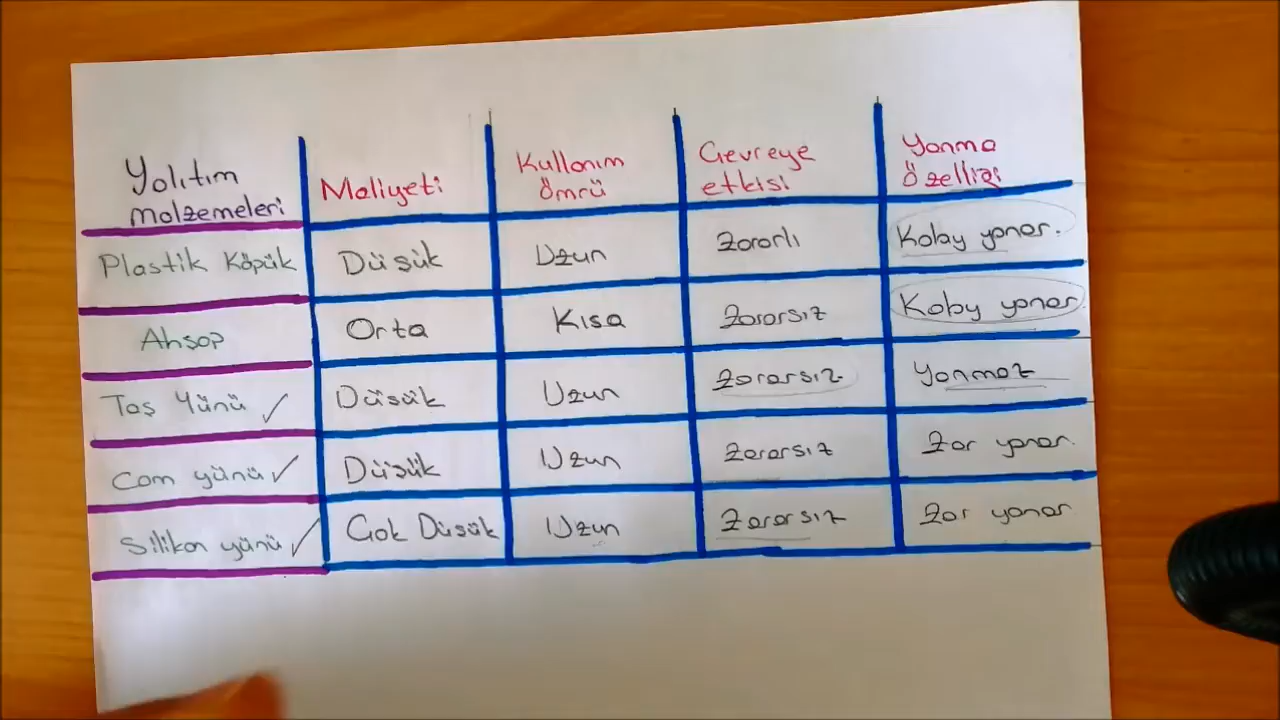 Yalıtım malzemeleri
Maliyeti
Kullanım ömrü
Çevreye etkisi
Yanma özelliği
Plastik Köpük Düşük Uzun Zararlı Kolay yanar.
Ahşap Orta Kısa Zararsız Kolay yanar
Taş Yünü ✓ Düşük Uzun Zararsız Yanmaz
Cam yünü ✓ Düşük Uzun Zararsız Zor yanar.
Silikon yünü ✓ Çok Düşük Uzun Zararsız Zor yanar